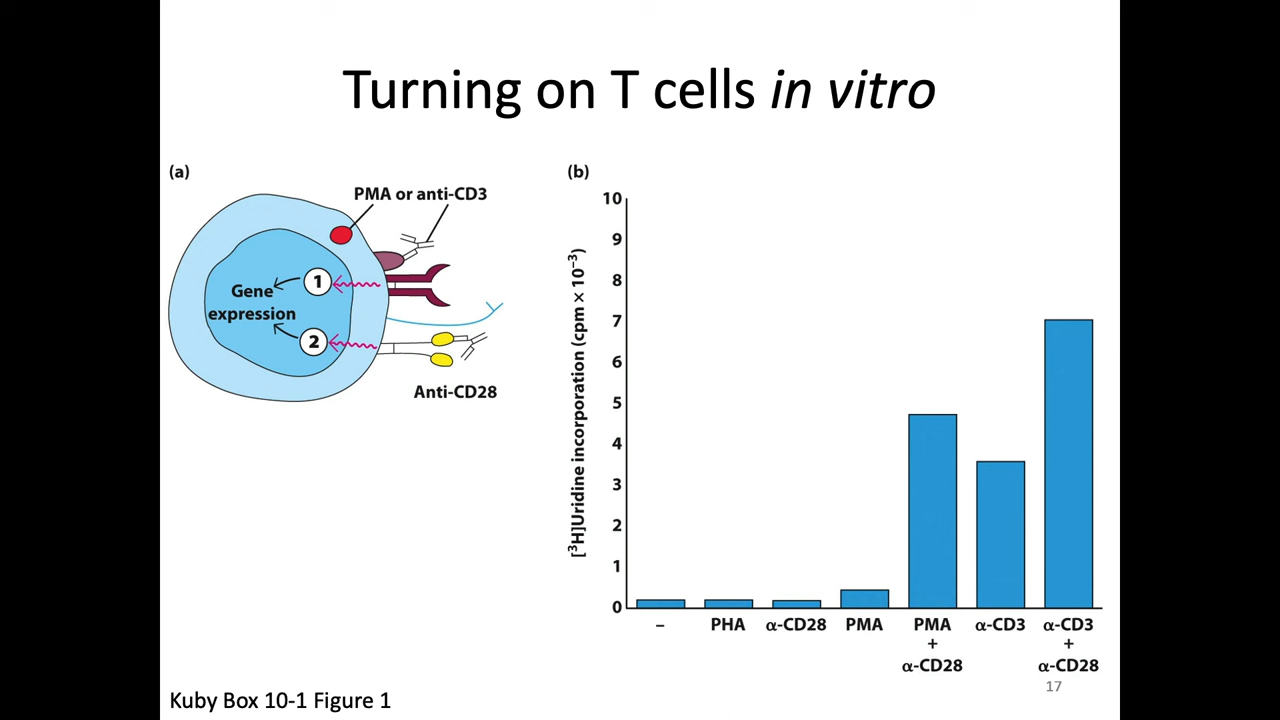 Turning on T cells in vitro
(a)
PMA or anti-CD3
1
Gene
expression
2
Anti-CD28
(b)
10
9
8
7
6
5
4
3
2
1
0
[³H]Uridine incorporation (cpm × 10⁻³)
–
PHA
α-CD28
PMA
PMA
+
α-CD28
α-CD3
α-CD3
+
α-CD28
17
Kuby Box 10-1 Figure 1